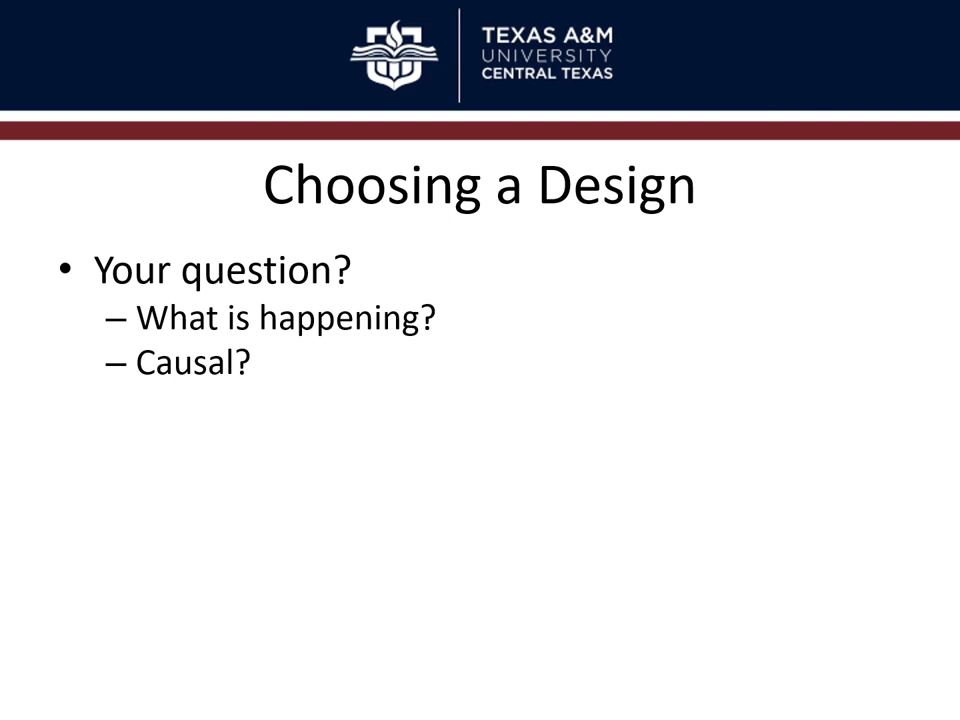 TEXAS A&M
UNIVERSITY
CENTRAL TEXAS
Choosing a Design
• Your question?
– What is happening?
– Causal?